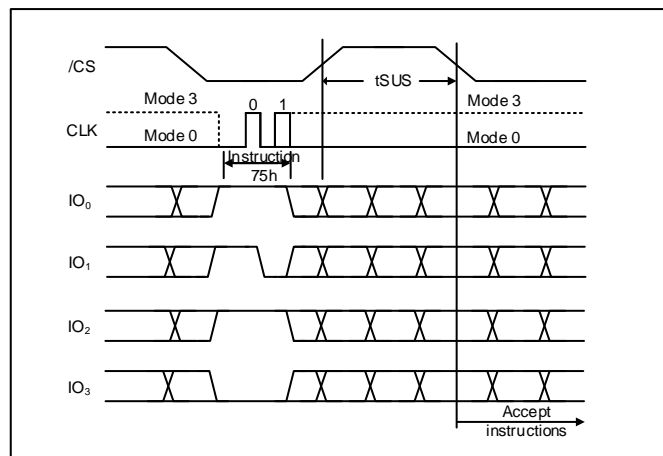 /CS
tSUS
Mode 3 0 1 Mode 3
CLK
Mode 0 Mode 0
Instruction
75h
IO₀
IO₁
IO₂
IO₃
Accept
instructions